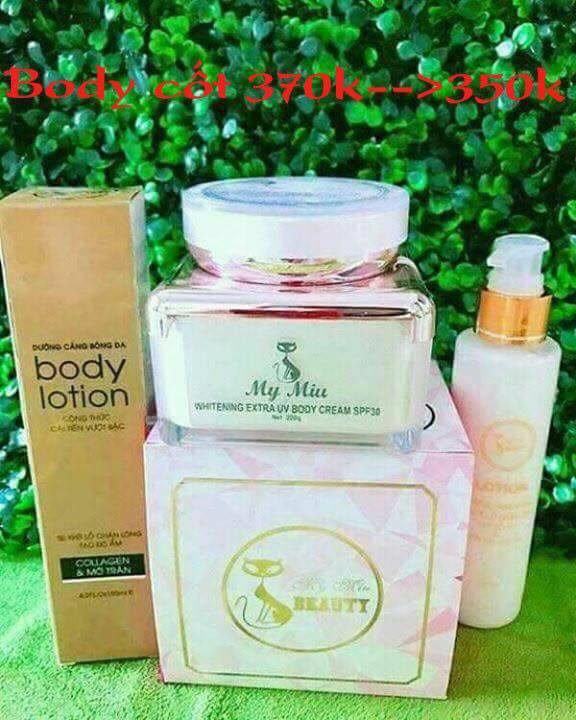 Body cốt 370k-->350k
DƯỠNG CĂNG BÓNG DA
body
lotion
CÔNG THỨC
CẢI TIẾN VƯỢT BẬC
SE KHÍT LỖ CHÂN LÔNG
TẠO ĐỘ ẨM
COLLAGEN
& MỠ TRĂN
My Miu
WHITENING EXTRA UV BODY CREAM SPF30
Net 200g
My Miu
BEAUTY
LOTION